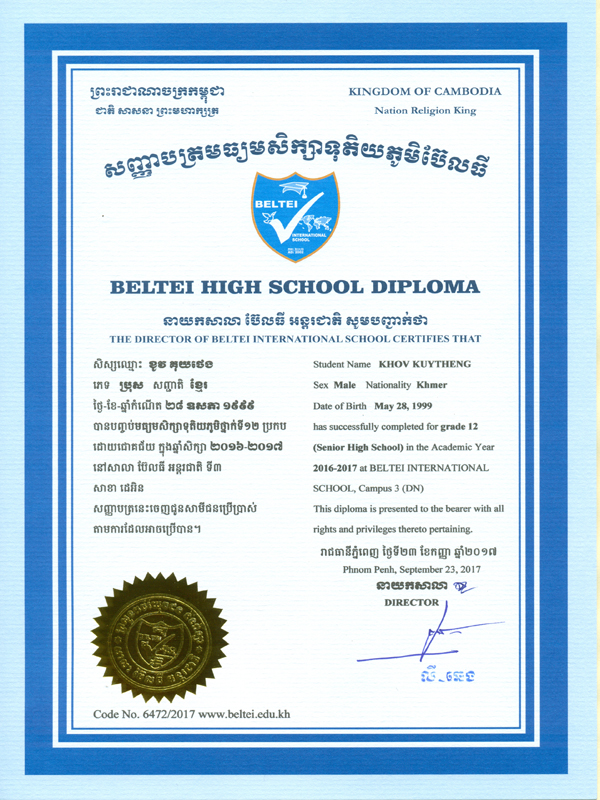 ព្រះរាជាណាចក្រកម្ពុជា
ជាតិ សាសនា ព្រះមហាក្សត្រ
KINGDOM OF CAMBODIA
Nation Religion King
សញ្ញាបត្រមធ្យមសិក្សាទុតិយភូមិប៊ែលធី
BELTEI
INTERNATIONAL
SCHOOL
BELTEI HIGH SCHOOL DIPLOMA
នាយកសាលា ប៊ែលធី អន្តរជាតិ សូមបញ្ជាក់ថា
THE DIRECTOR OF BELTEI INTERNATIONAL SCHOOL CERTIFIES THAT
សិស្សឈ្មោះ ខូវ គុយថេង
ភេទ ប្រុស សញ្ជាតិ ខ្មែរ
ថ្ងៃ-ខែ-ឆ្នាំកំណើត ២៨ ឧសភា ១៩៩៩
បានបញ្ចប់មធ្យមសិក្សាទុតិយភូមិថ្នាក់ទី១២ ប្រកប
ដោយជោគជ័យ ក្នុងឆ្នាំសិក្សា ២០១៦-២០១៧
នៅសាលា ប៊ែលធី អន្តរជាតិ ទី៣
សាខា ដេអិន
សញ្ញាបត្រនេះចេញជូនសាមីជនប្រើប្រាស់
តាមការដែលអាចប្រើបាន។
Student Name KHOV KUYTHENG
Sex Male Nationality Khmer
Date of Birth May 28, 1999
has successfully completed for grade 12
(Senior High School) in the Academic Year
2016-2017 at BELTEI INTERNATIONAL
SCHOOL, Campus 3 (DN)
This diploma is presented to the bearer with all
rights and privileges thereto pertaining.
រាជធានីភ្នំពេញ ថ្ងៃទី២៣ ខែកញ្ញា ឆ្នាំ២០១៧
Phnom Penh, September 23, 2017
នាយកសាលា
DIRECTOR
លី ឆេង
Code No. 6472/2017 www.beltei.edu.kh